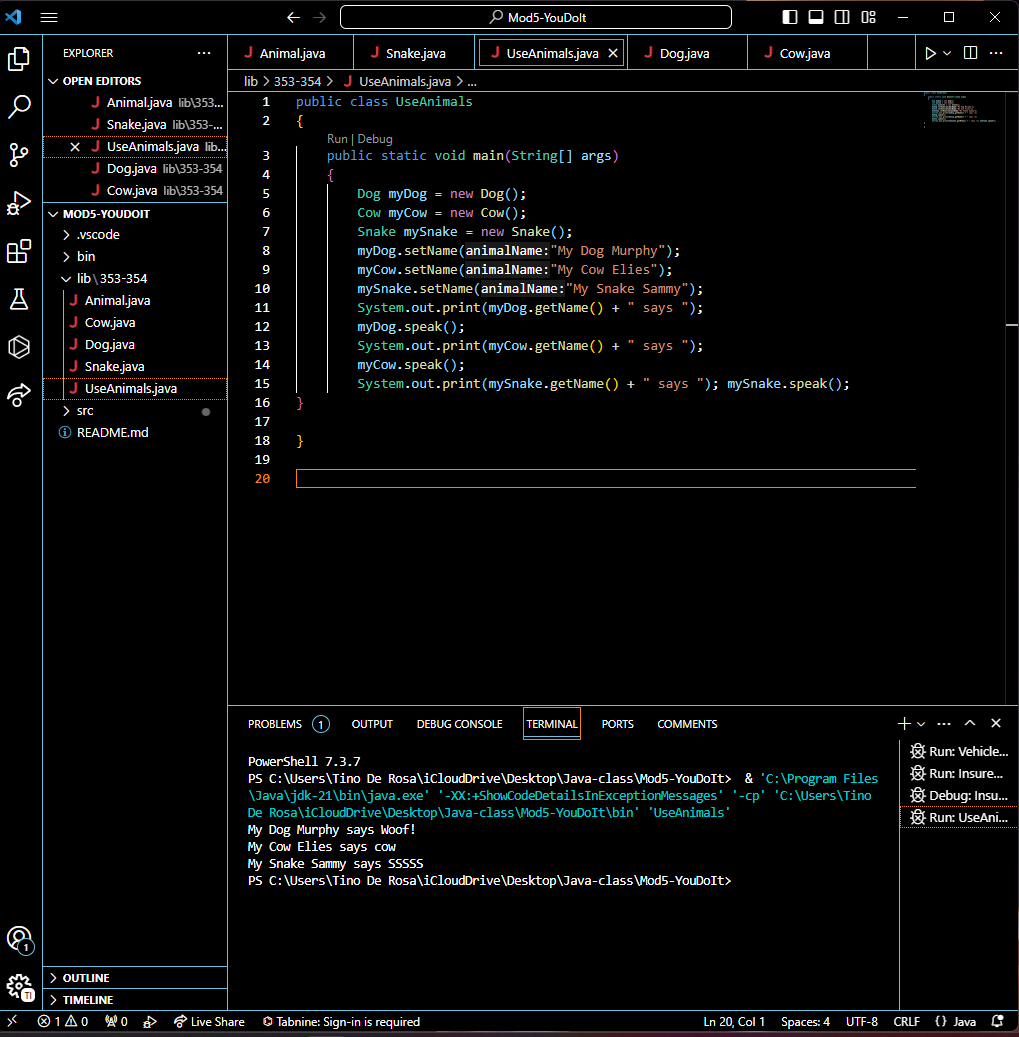 Mod5-YouDoIt
EXPLORER
OPEN EDITORS
Animal.java lib\353...
Snake.java lib\353-...
UseAnimals.java lib...
Dog.java lib\353-354
Cow.java lib\353-354
MOD5-YOUDOIT
.vscode
bin
lib\353-354
Animal.java
Cow.java
Dog.java
Snake.java
UseAnimals.java
src
README.md
OUTLINE
TIMELINE
Animal.java Snake.java UseAnimals.java Dog.java Cow.java
lib > 353-354 > UseAnimals.java > ...
1 public class UseAnimals
2 {
Run | Debug
3 public static void main(String[] args)
4 {
5 Dog myDog = new Dog();
6 Cow myCow = new Cow();
7 Snake mySnake = new Snake();
8 myDog.setName(animalName:"My Dog Murphy");
9 myCow.setName(animalName:"My Cow Elies");
10 mySnake.setName(animalName:"My Snake Sammy");
11 System.out.print(myDog.getName() + " says ");
12 myDog.speak();
13 System.out.print(myCow.getName() + " says ");
14 myCow.speak();
15 System.out.print(mySnake.getName() + " says "); mySnake.speak();
16 }
17
18 }
19
20
PROBLEMS 1 OUTPUT DEBUG CONSOLE TERMINAL PORTS COMMENTS
PowerShell 7.3.7
PS C:\Users\Tino De Rosa\iCloudDrive\Desktop\Java-class\Mod5-YouDoIt> & 'C:\Program Files
\Java\jdk-21\bin\java.exe' '-XX:+ShowCodeDetailsInExceptionMessages' '-cp' 'C:\Users\Tino
De Rosa\iCloudDrive\Desktop\Java-class\Mod5-YouDoIt\bin' 'UseAnimals'
My Dog Murphy says Woof!
My Cow Elies says cow
My Snake Sammy says SSSSS
PS C:\Users\Tino De Rosa\iCloudDrive\Desktop\Java-class\Mod5-YouDoIt>
Run: Vehicle...
Run: Insure...
Debug: Insu...
Run: UseAni...
1
TI
1 0 0 Live Share Tabnine: Sign-in is required Ln 20, Col 1 Spaces: 4 UTF-8 CRLF {} Java